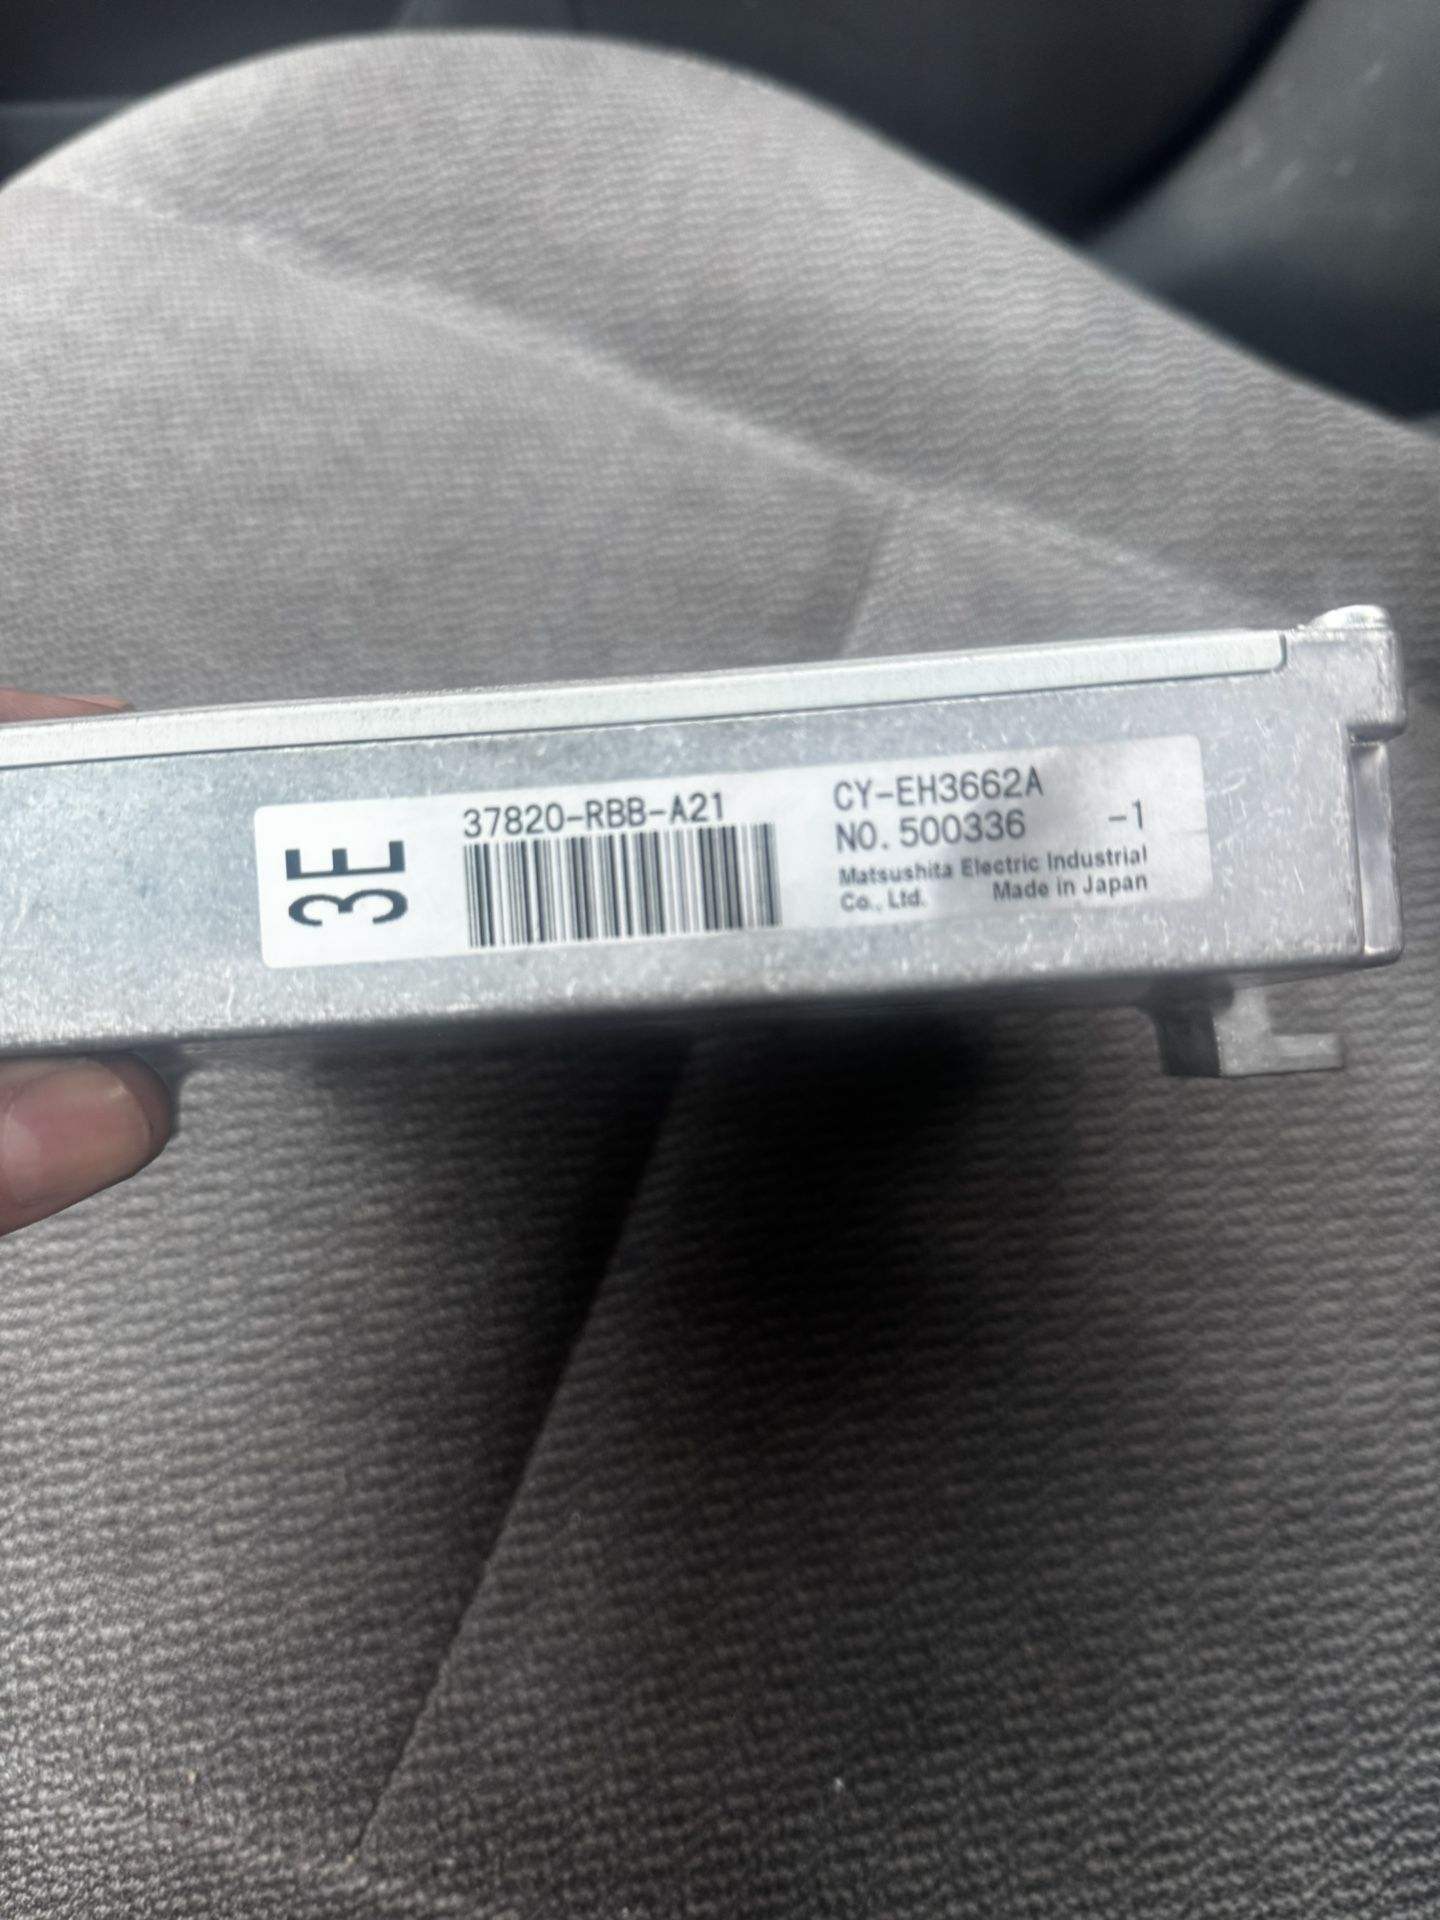 3E
37820-RBB-A21
CY-EH3662A
NO. 500336 -1
Matsushita Electric Industrial
Co., Ltd. Made in Japan